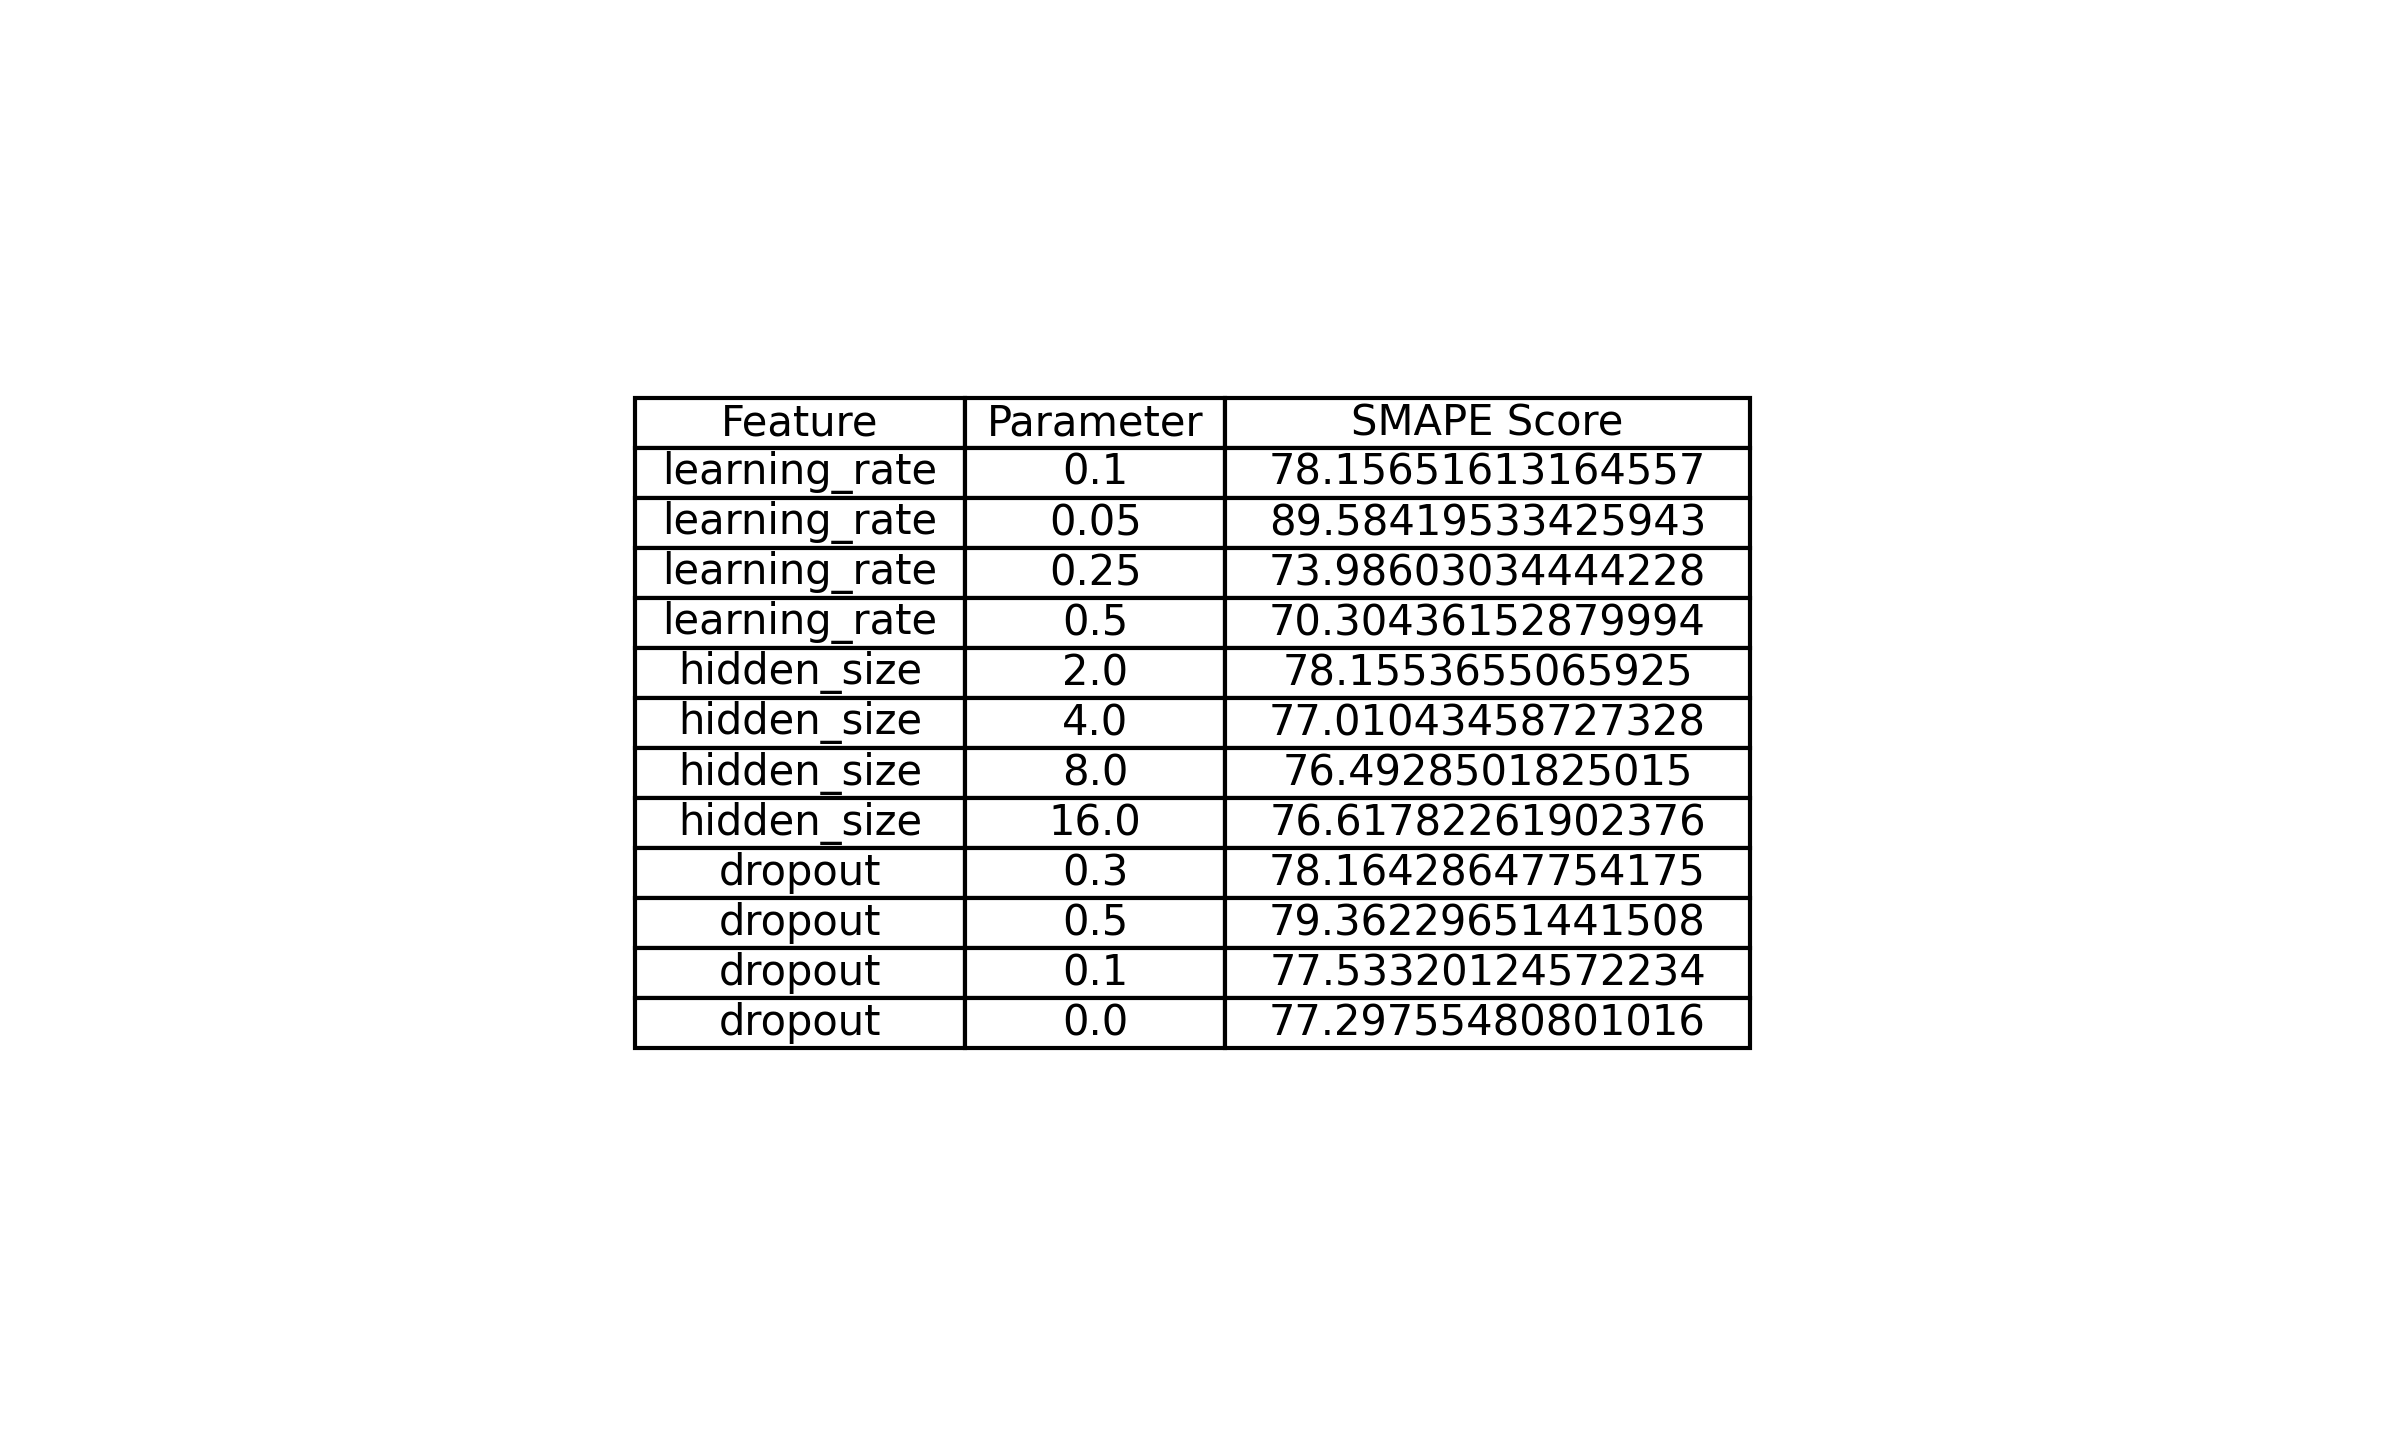 Feature Parameter SMAPE Score
learning_rate 0.1 78.15651613164557
learning_rate 0.05 89.58419533425943
learning_rate 0.25 73.98603034444228
learning_rate 0.5 70.30436152879994
hidden_size 2.0 78.1553655065925
hidden_size 4.0 77.01043458727328
hidden_size 8.0 76.4928501825015
hidden_size 16.0 76.61782261902376
dropout 0.3 78.16428647754175
dropout 0.5 79.36229651441508
dropout 0.1 77.53320124572234
dropout 0.0 77.29755480801016